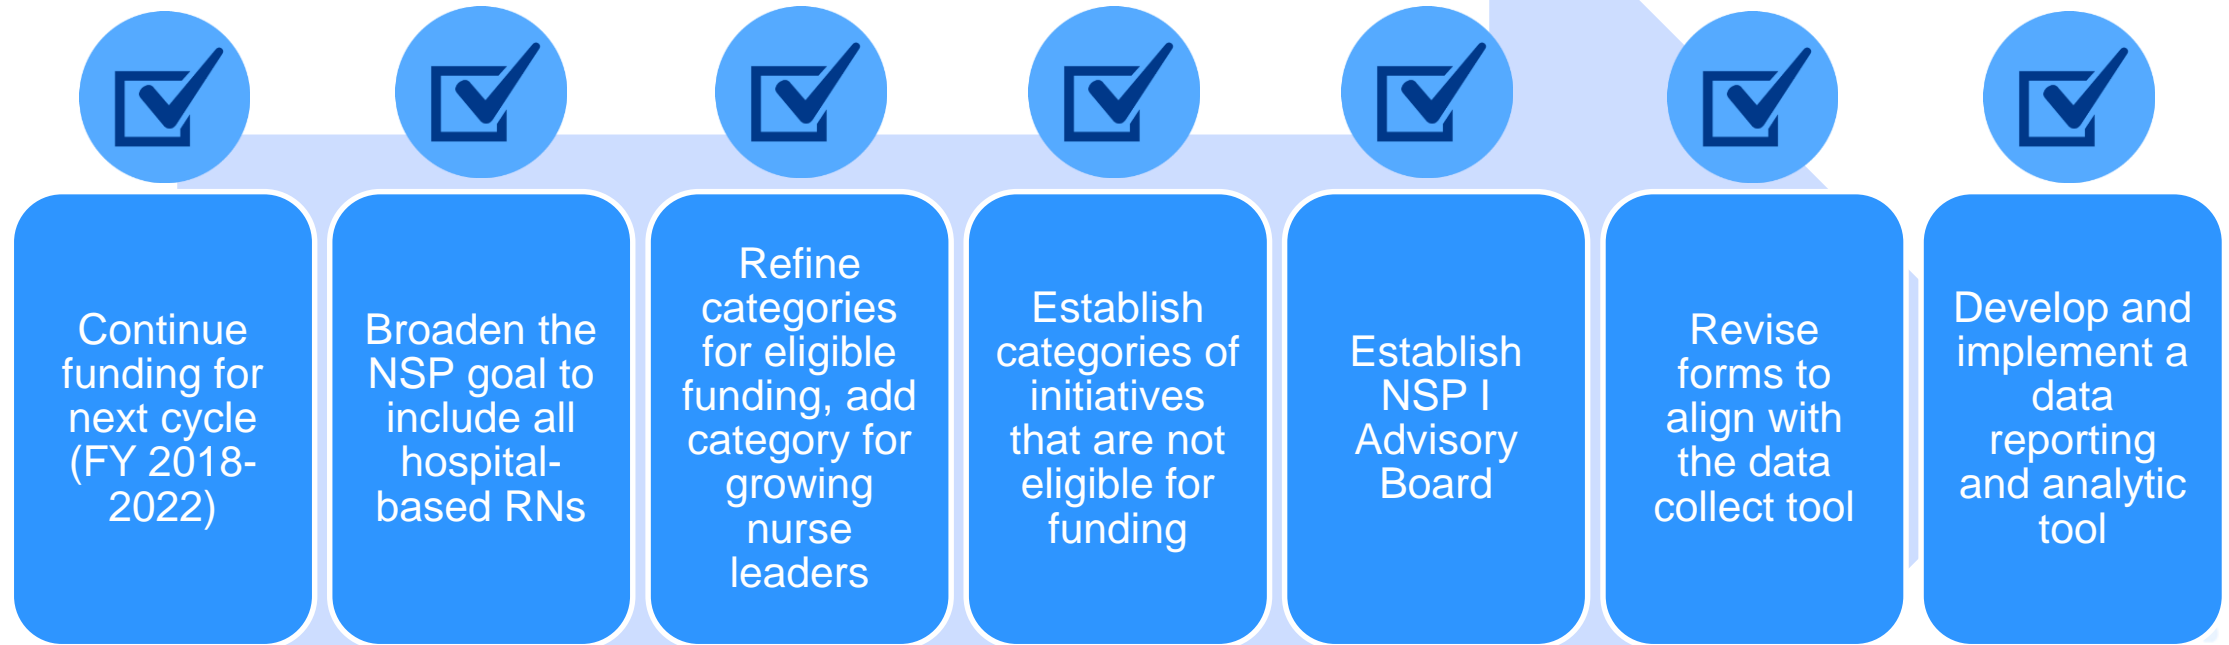 Continue
funding for
next cycle
(FY 2018-
2022)
Broaden the
NSP goal to
include all
hospital-
based RNs
Refine
categories
for eligible
funding, add
category for
growing
nurse
leaders
Establish
categories of
initiatives
that are not
eligible for
funding
Establish
NSP I
Advisory
Board
Revise
forms to
align with
the data
collect tool
Develop and
implement a
data
reporting
and analytic
tool